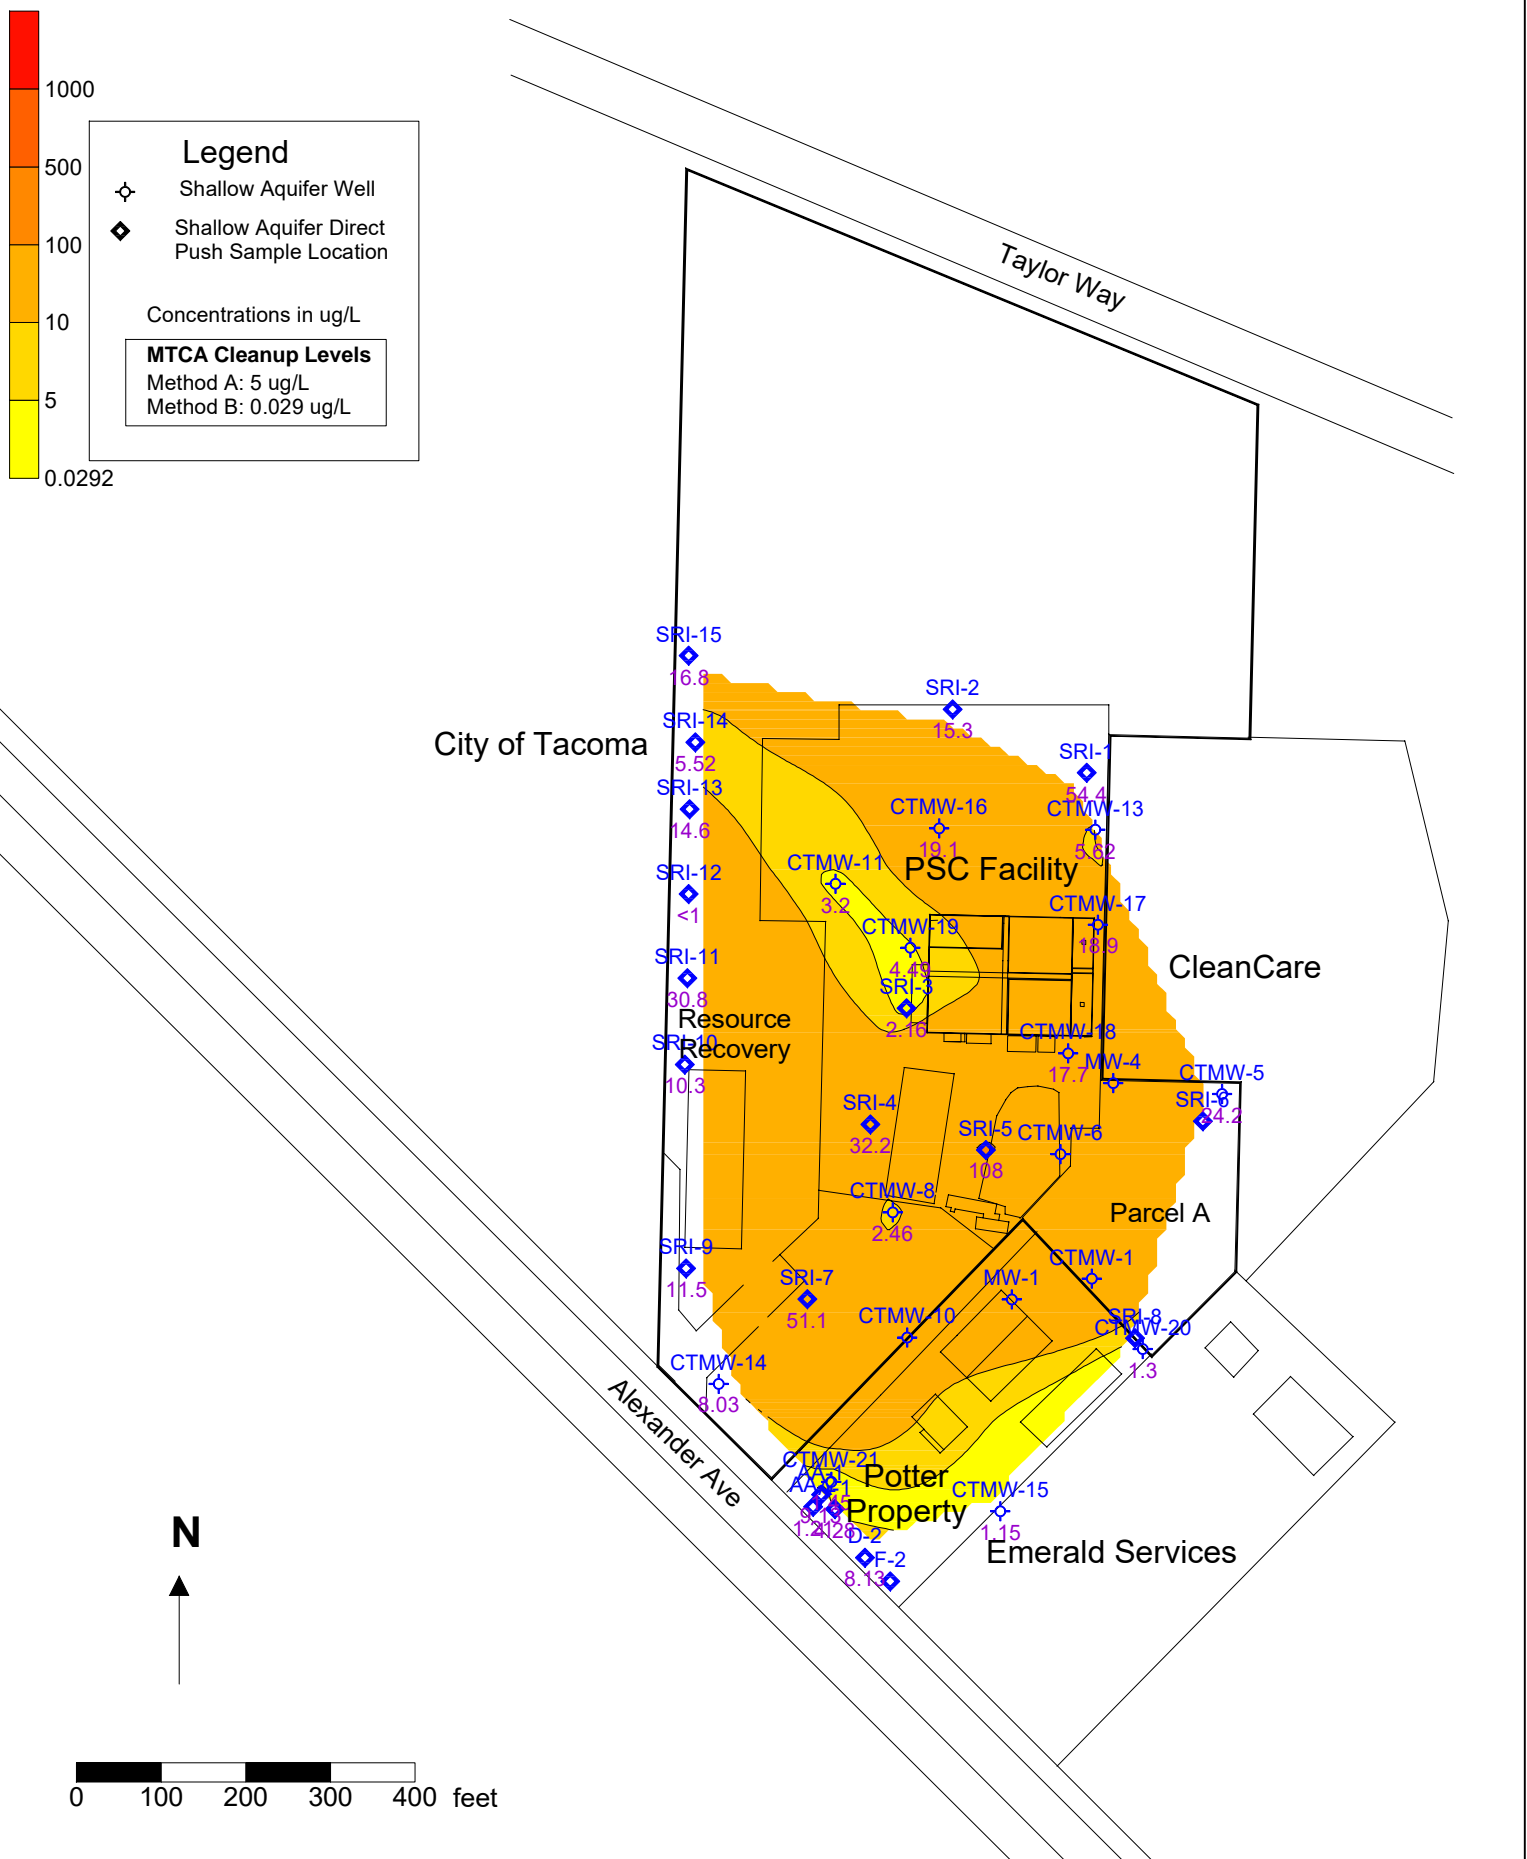 1000
500
100
10
5
0.0292
Legend
Shallow Aquifer Well
Shallow Aquifer Direct
Push Sample Location
Concentrations in ug/L
MTCA Cleanup Levels
Method A: 5 ug/L
Method B: 0.029 ug/L
Taylor Way
City of Tacoma
SRI-15
16.8
SRI-2
15.3
SRI-14
5.52
SRI-1
54.4
SRI-13
14.6
CTMW-16
19.1
CTMW-13
5.62
PSC Facility
CTMW-11
3.2
SRI-12
<1
CTMW-17
18.9
CTMW-19
4.49
CleanCare
SRI-11
30.8
SRI-3
2.16
Resource
Recovery
SRI-10
10.3
CTMW-18
17.7
MW-4
CTMW-5
24.2
SRI-6
SRI-4
32.2
SRI-5
108
CTMW-6
CTMW-8
2.46
Parcel A
SRI-9
11.5
SRI-7
51.1
CTMW-1
MW-1
CTMW-10
SRI-8
CTMW-20
1.3
CTMW-14
8.03
Alexander Ave
CTMW-21
AA-1
Potter
Property
CTMW-15
1.15
D-2
8.13
F-2
Emerald Services
N
0 100 200 300 400 feet